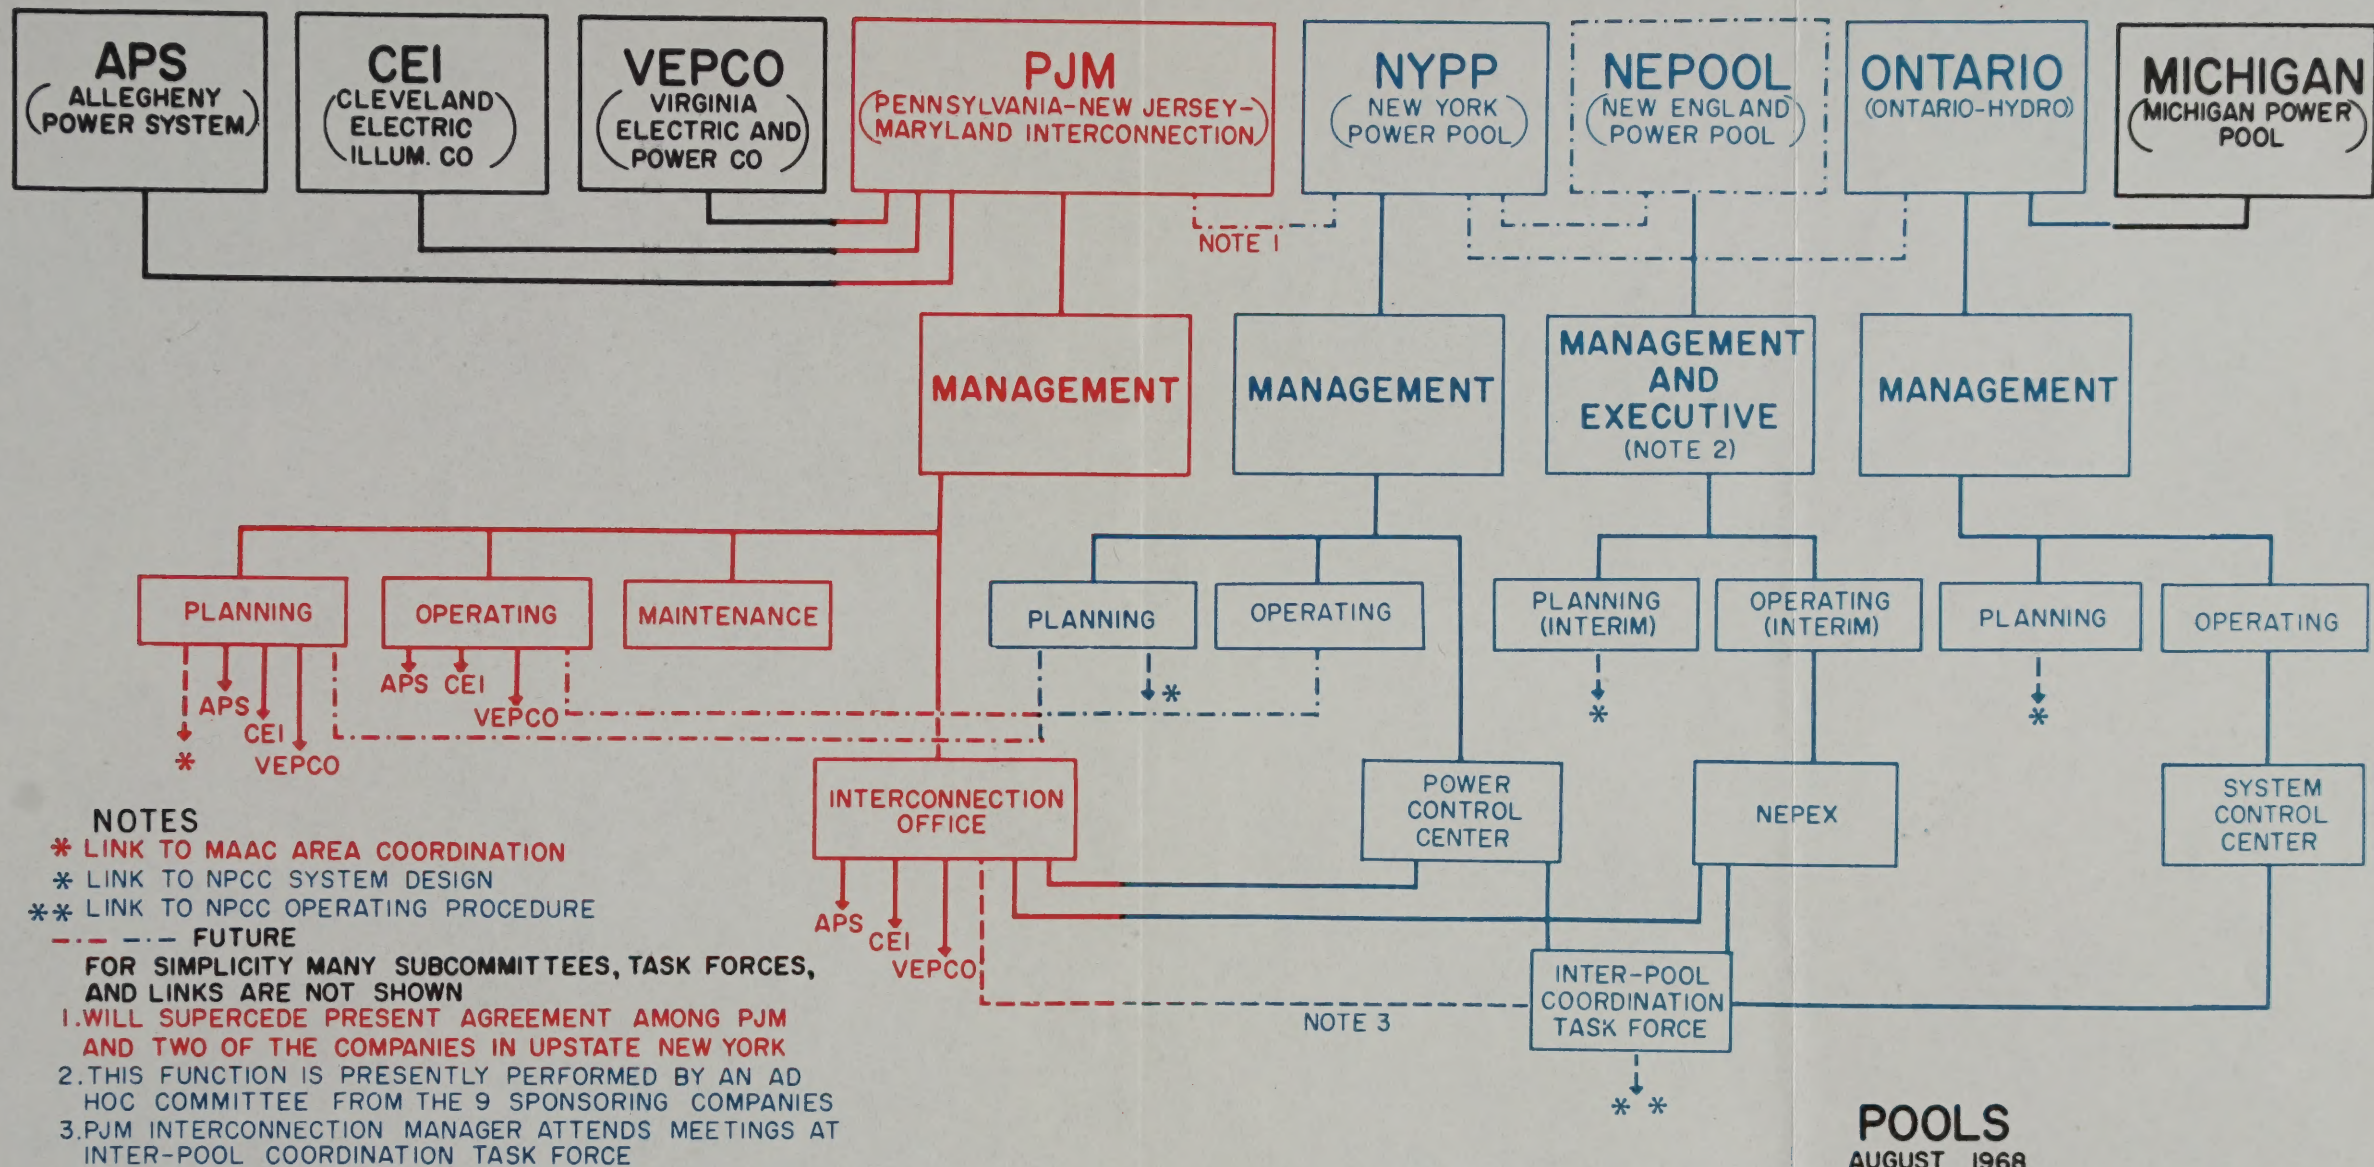 APS
(ALLEGHENY
POWER SYSTEM)
CEI
(CLEVELAND
ELECTRIC
ILLUM. CO)
VEPCO
(VIRGINIA
ELECTRIC AND
POWER CO)
PJM
(PENNSYLVANIA-NEW JERSEY-
MARYLAND INTERCONNECTION)
NYPP
(NEW YORK
POWER POOL)
NEPOOL
(NEW ENGLAND
POWER POOL)
ONTARIO
(ONTARIO-HYDRO)
MICHIGAN
(MICHIGAN POWER
POOL)
NOTE 1
MANAGEMENT
MANAGEMENT
MANAGEMENT
AND
EXECUTIVE
(NOTE 2)
MANAGEMENT
PLANNING
OPERATING
MAINTENANCE
PLANNING
OPERATING
PLANNING
(INTERIM)
OPERATING
(INTERIM)
PLANNING
OPERATING
APS
CEI
VEPCO
*
APS CEI
VEPCO
*
*
*
INTERCONNECTION
OFFICE
POWER
CONTROL
CENTER
NEPEX
SYSTEM
CONTROL
CENTER
APS
CEI
VEPCO
NOTE 3
INTER-POOL
COORDINATION
TASK FORCE
* *
NOTES
* LINK TO MAAC AREA COORDINATION
* LINK TO NPCC SYSTEM DESIGN
** LINK TO NPCC OPERATING PROCEDURE
FUTURE
FOR SIMPLICITY MANY SUBCOMMITTEES, TASK FORCES,
AND LINKS ARE NOT SHOWN
1. WILL SUPERCEDE PRESENT AGREEMENT AMONG PJM
AND TWO OF THE COMPANIES IN UPSTATE NEW YORK
2. THIS FUNCTION IS PRESENTLY PERFORMED BY AN AD
HOC COMMITTEE FROM THE 9 SPONSORING COMPANIES
3. PJM INTERCONNECTION MANAGER ATTENDS MEETINGS AT
INTER-POOL COORDINATION TASK FORCE
POOLS
AUGUST 1968